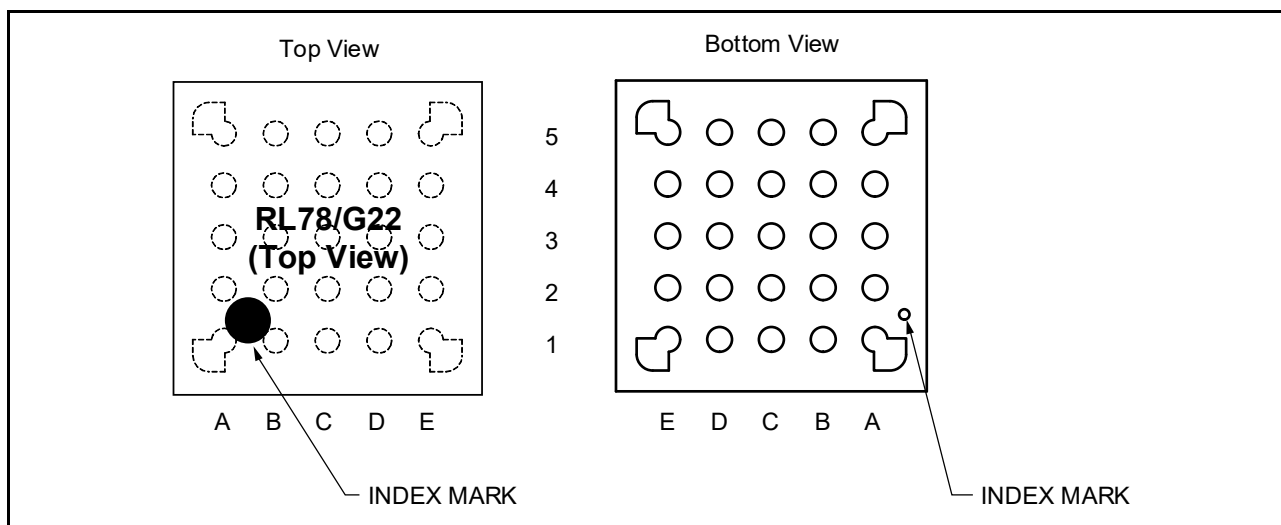 Top View
Bottom View
RL78/G22
(Top View)
5
4
3
2
1
A B C D E
E D C B A
INDEX MARK
INDEX MARK